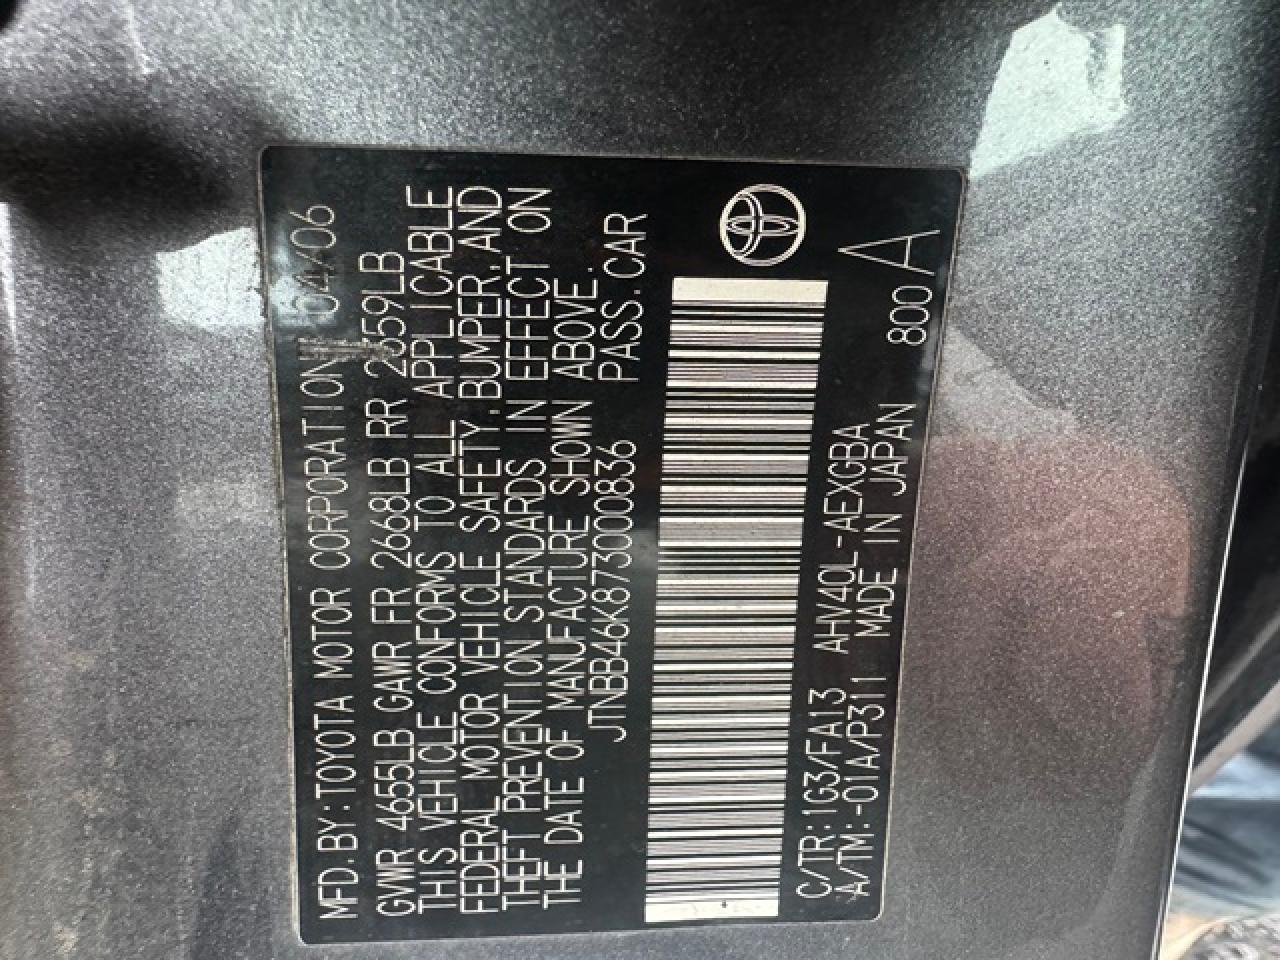 MFD.BY:TOYOTA MOTOR CORPORATION 04/06
GVWR 4655LB GAWR FR 2668LB RR 2359LB
THIS VEHICLE CONFORMS TO ALL APPLICABLE
FEDERAL MOTOR VEHICLE SAFETY,BUMPER,AND
THEFT PREVENTION STANDARDS IN EFFECT ON
THE DATE OF MANUFACTURE SHOWN ABOVE.
JTNBB46K873000836 PASS.CAR
C/TR:1G3/FA13 AHV40L-AEXGBA 800 A
A/TM:-01A/P311 MADE IN JAPAN